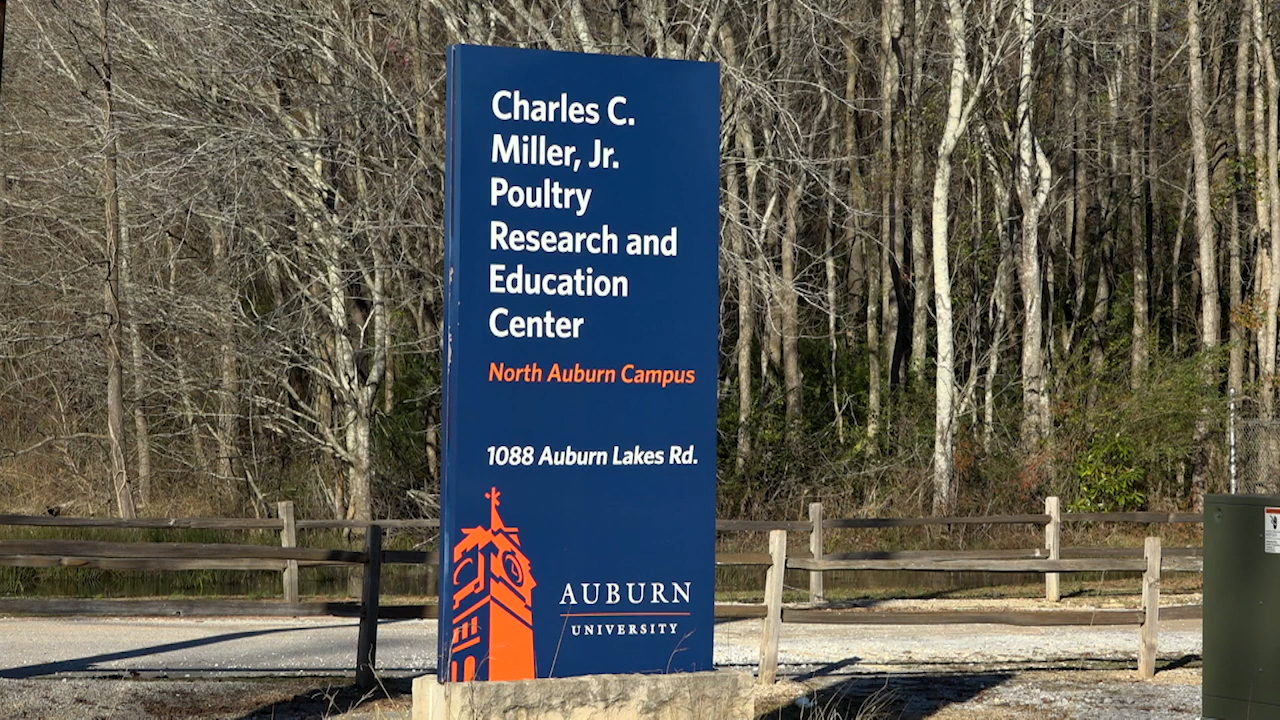 Charles C.
Miller, Jr.
Poultry
Research and
Education
Center
North Auburn Campus
1088 Auburn Lakes Rd.
AUBURN
UNIVERSITY